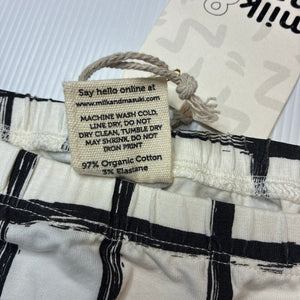 milk
&
Say hello online at
www.milkandmasuki.com
MACHINE WASH COLD,
LINE DRY, DO NOT
DRY CLEAN, TUMBLE DRY
MAY SHRINK. DO NOT
IRON PRINT
97% Organic Cotton
3% Elastane